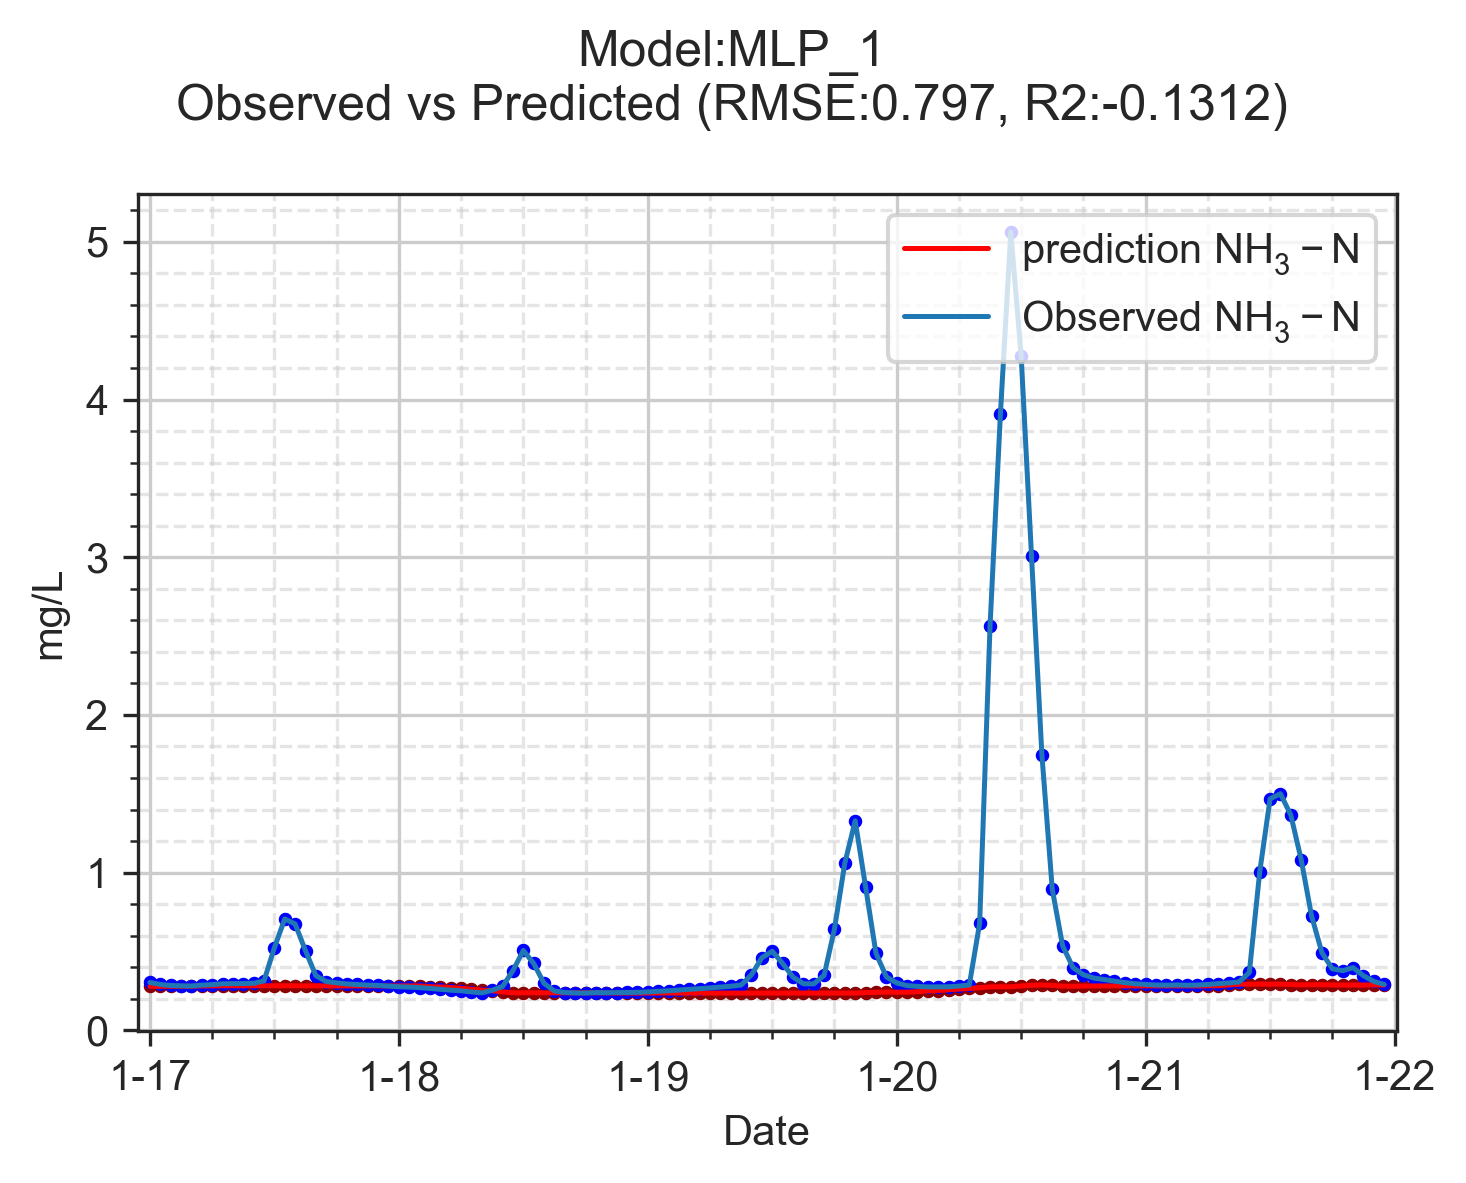 Model:MLP_1
Observed vs Predicted (RMSE:0.797, R2:-0.1312)
prediction NH₃ − N
Observed NH₃ − N
5
4
3
2
1
0
mg/L
1-17 1-18 1-19 1-20 1-21 1-22
Date